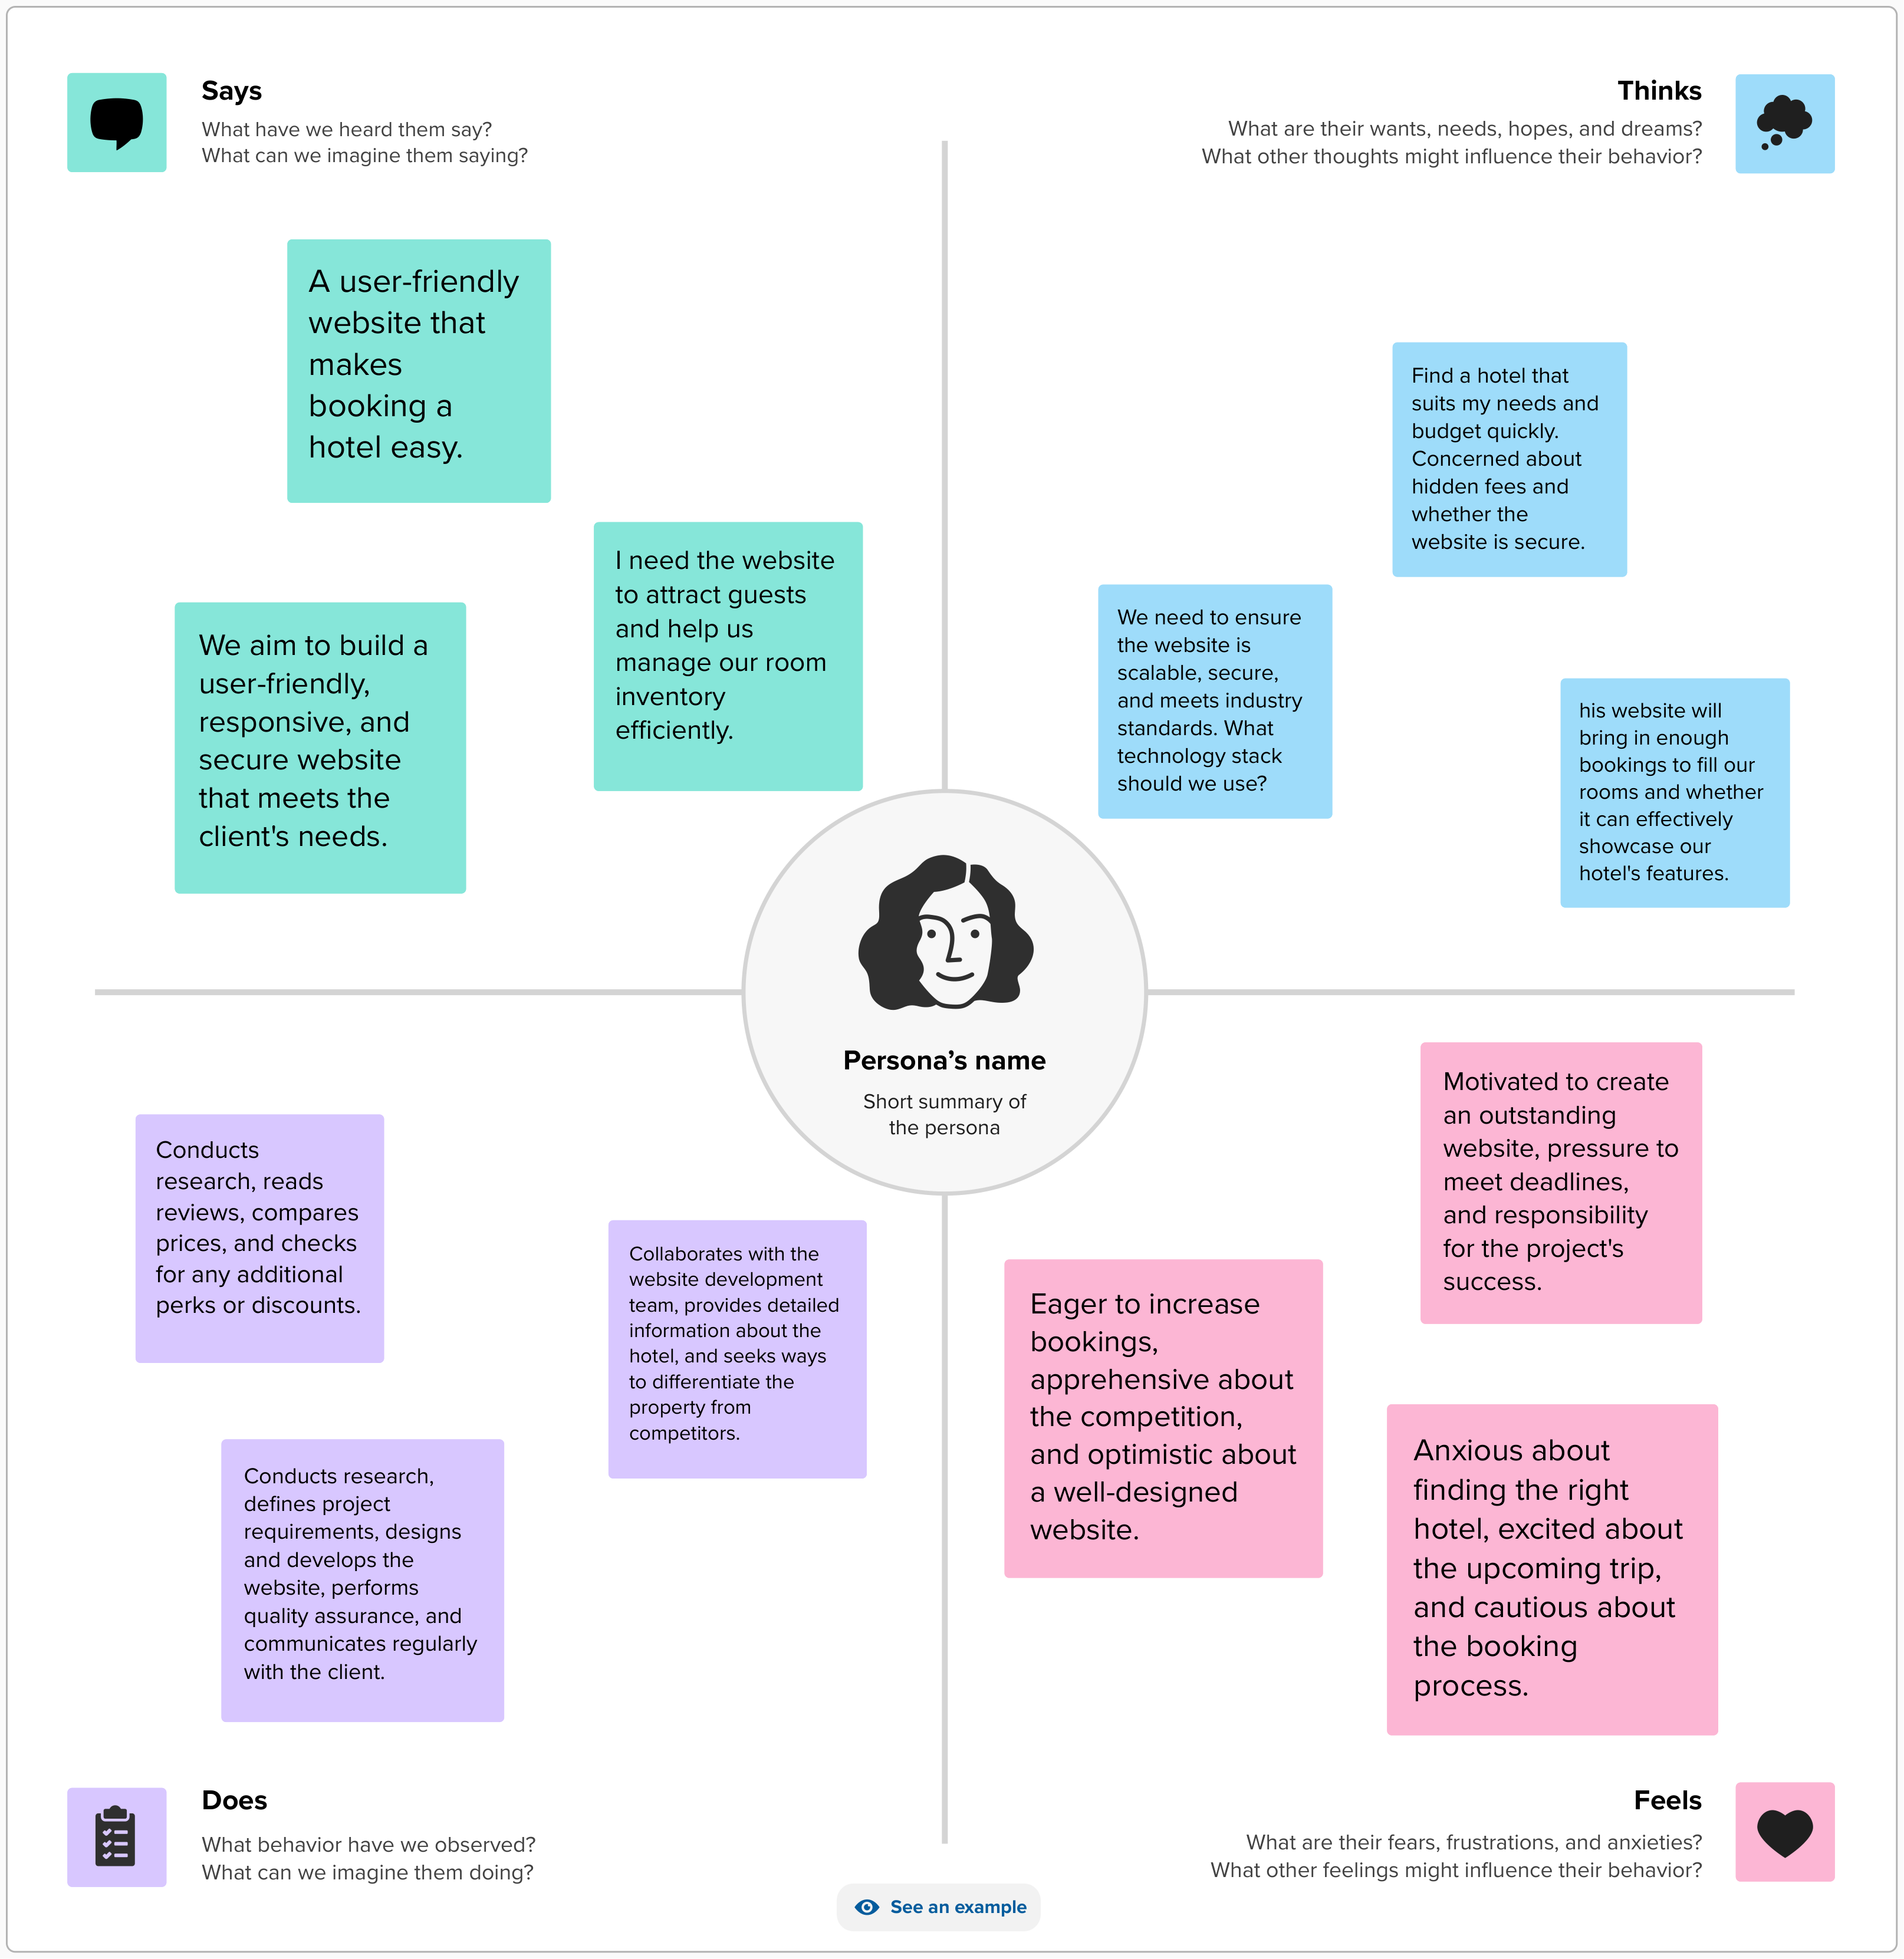 Says
What have we heard them say?
What can we imagine them saying?
Thinks
What are their wants, needs, hopes, and dreams?
What other thoughts might influence their behavior?
A user-friendly
website that
makes
booking a
hotel easy.
I need the website
to attract guests
and help us
manage our room
inventory
efficiently.
We aim to build a
user-friendly,
responsive, and
secure website
that meets the
client's needs.
Find a hotel that
suits my needs and
budget quickly.
Concerned about
hidden fees and
whether the
website is secure.
We need to ensure
the website is
scalable, secure,
and meets industry
standards. What
technology stack
should we use?
his website will
bring in enough
bookings to fill our
rooms and whether
it can effectively
showcase our
hotel's features.
Persona’s name
Short summary of
the persona
Conducts
research, reads
reviews, compares
prices, and checks
for any additional
perks or discounts.
Collaborates with the
website development
team, provides detailed
information about the
hotel, and seeks ways
to differentiate the
property from
competitors.
Conducts research,
defines project
requirements, designs
and develops the
website, performs
quality assurance, and
communicates regularly
with the client.
Motivated to create
an outstanding
website, pressure to
meet deadlines,
and responsibility
for the project's
success.
Eager to increase
bookings,
apprehensive about
the competition,
and optimistic about
a well-designed
website.
Anxious about
finding the right
hotel, excited about
the upcoming trip,
and cautious about
the booking
process.
Does
What behavior have we observed?
What can we imagine them doing?
Feels
What are their fears, frustrations, and anxieties?
What other feelings might influence their behavior?
See an example